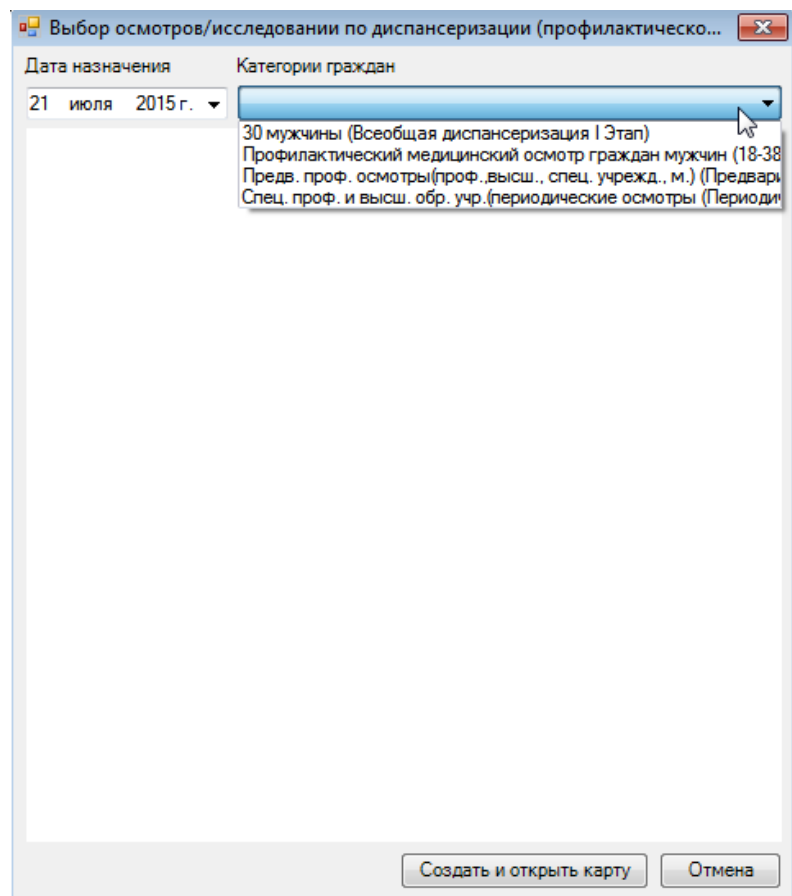 Выбор осмотров/исследовании по диспансеризации (профилактическо...
Дата назначения Категории граждан
21 июля 2015 г.
30 мужчины (Всеобщая диспансеризация I Этап)
Профилактический медицинский осмотр граждан мужчин (18-38
Предв. проф. осмотры(проф.,высш., спец. учрежд., м.) (Предвари
Спец. проф. и высш. обр. учр.(периодические осмотры (Периоди
Создать и открыть карту Отмена